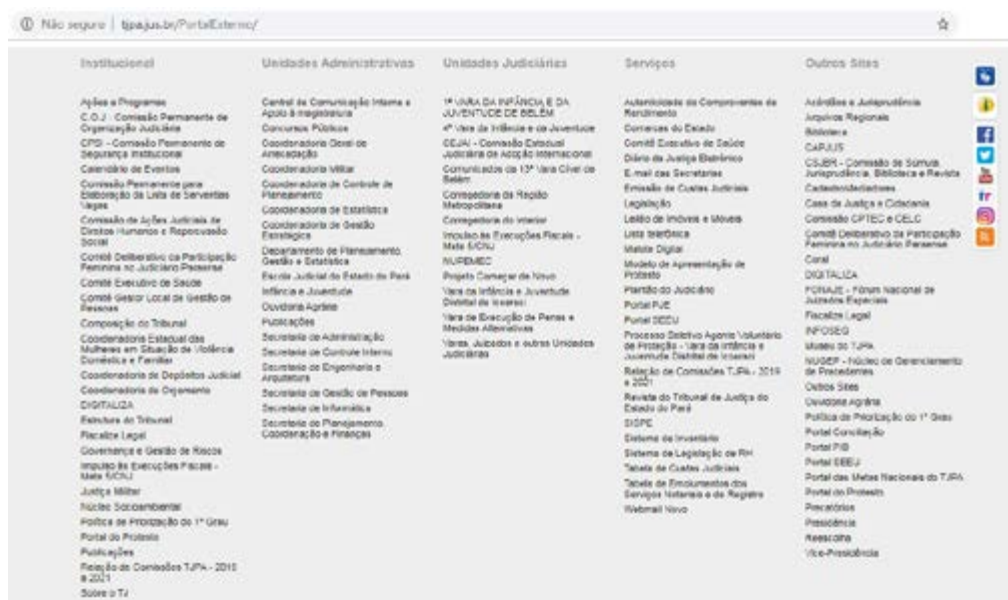 Não seguro | tjpa.jus.br/PortalExterno/
Institucional
Ações e Programas
C.O.J - Comissão Permanente de
Organização Judiciária
CPSI - Comissão Permanente de
Segurança Institucional
Calendário de Eventos
Comissão Permanente para
Elaboração da Lista de Serventias
Vagas
Comissão de Ações Judiciais de
Direitos Humanos e Repercussão
Social
Comitê Deliberativo da Participação
Feminina no Judiciário Paraense
Comitê Executivo de Saúde
Comitê Gestor Local de Gestão de
Pessoas
Composição do Tribunal
Coordenadoria Estadual das
Mulheres em Situação de Violência
Doméstica e Familiar
Coordenadoria de Depósitos Judicial
Coordenadoria de Orçamento
DIGITALIZA
Estrutura do Tribunal
Fiscaliza Legal
Governança e Gestão de Riscos
Impulso às Execuções Fiscais -
Meta 5/CNJ
Justiça Militar
Núcleo Socioambiental
Política de Priorização do 1º Grau
Portal do Protesto
Publicações
Relação de Comissões TJPA - 2019
a 2021
Sobre o TJ
Unidades Administrativas
Central de Comunicação Interna e
Apoio à magistratura
Concursos Públicos
Coordenadoria Geral de
Arrecadação
Coordenadoria Militar
Coordenadoria de Controle de
Planejamento
Coordenadoria de Estatística
Coordenadoria de Gestão
Estratégica
Departamento de Planejamento,
Gestão e Estatística
Escola Judicial do Estado do Pará
Infância e Juventude
Ouvidoria Agrária
Publicações
Secretaria de Administração
Secretaria de Controle Interno
Secretaria de Engenharia e
Arquitetura
Secretaria de Gestão de Pessoas
Secretaria de Informática
Secretaria de Planejamento,
Coordenação e Finanças
Unidades Judiciárias
1ª VARA DA INFÂNCIA E DA
JUVENTUDE DE BELÉM
4ª Vara da Infância e da Juventude
CEJAI - Comissão Estadual
Judiciária de Adoção Internacional
Comunicados da 13ª Vara Cível de
Belém
Corregedoria da Região
Metropolitana
Corregedoria do Interior
Impulso às Execuções Fiscais -
Meta 5/CNJ
NUPEMEC
Projeto Começar de Novo
Vara da Infância e Juventude
Distrital de Icoaraci
Vara de Execução de Penas e
Medidas Alternativas
Varas, Juizados e outras Unidades
Judiciárias
Serviços
Autenticidade do Comprovantes de
Rendimento
Comarcas do Estado
Comitê Executivo de Saúde
Diário da Justiça Eletrônico
E-mail das Secretarias
Emissão de Custas Judiciais
Legislação
Leilão de Imóveis e Móveis
Lista telefônica
Malote Digital
Modelo de Apresentação de
Protesto
Plantão do Judiciário
Portal PJE
Portal SEEU
Processo Seletivo Agente Voluntário
de Proteção - Vara da Infância e
Juventude Distrital de Icoaraci
Relação de Comissões TJPA - 2019
a 2021
Revista do Tribunal de Justiça do
Estado do Pará
SISPE
Sistema de Inventário
Sistema de Legislação de RH
Tabela de Custas Judiciais
Tabela de Emolumentos dos
Serviços Notariais e de Registro
Webmail Novo
Outros Sites
Acórdãos e Jurisprudência
Arquivos Regionais
Biblioteca
CAPJUS
CSJBR - Comissão de Súmula,
Jurisprudência, Biblioteca e Revista
CadastroMediadores
Casa da Justiça e Cidadania
Comissão CPTEC e CELC
Comitê Deliberativo da Participação
Feminina no Judiciário Paraense
Coral
DIGITALIZA
FONAJE - Fórum Nacional de
Juizados Especiais
Fiscaliza Legal
INFOSEG
Museu do TJPA
NUGEP - Núcleo de Gerenciamento
de Precedentes
Outros Sites
Ouvidoria Agrária
Política de Priorização do 1º Grau
Portal Conciliação
Portal PIB
Portal SEEU
Portal das Metas Nacionais do TJPA
Portal do Protesto
Precatórios
Presidência
Reescolha
Vice-Presidência